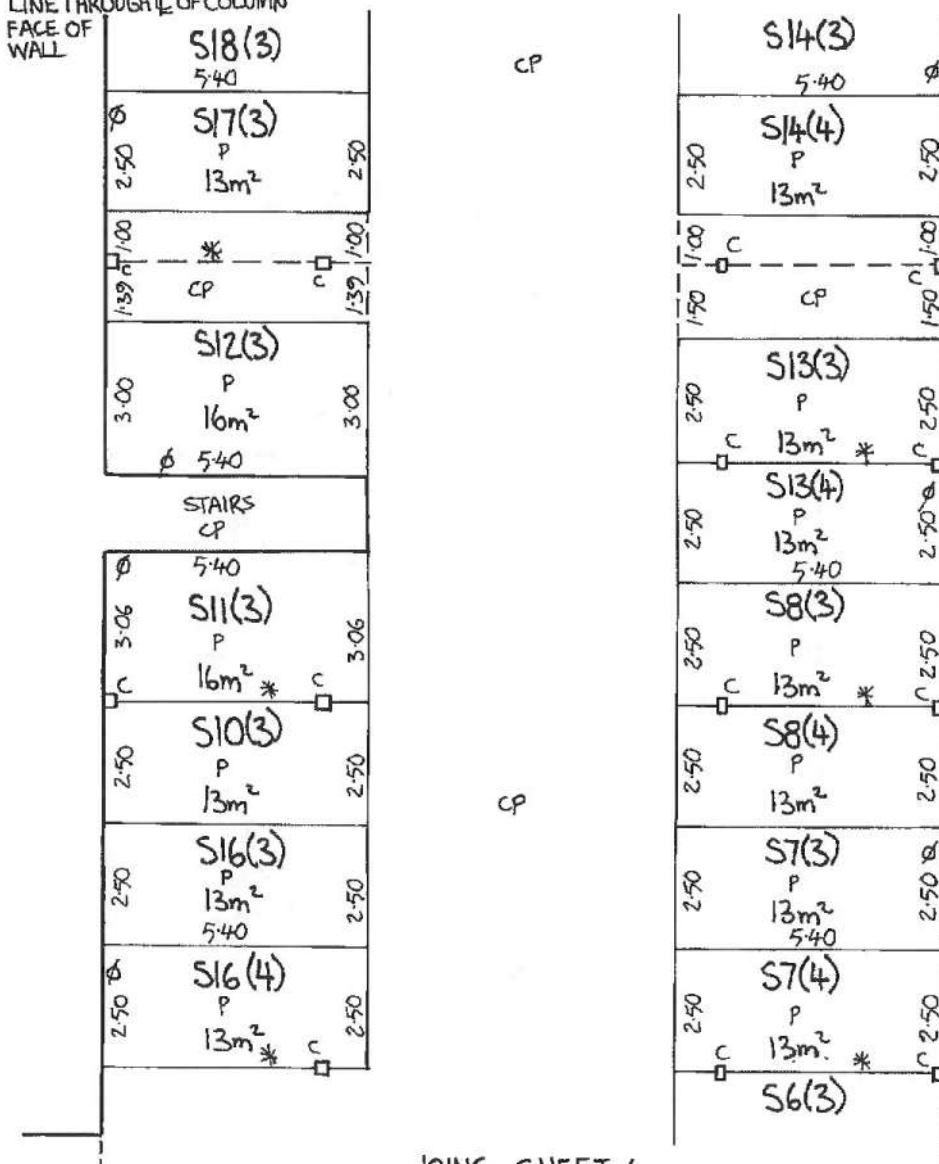 LINE THROUGH ℄ OF COLUMN
FACE OF
WALL
S18(3)
5·40
CP
S14(3)
5·40
ø
ø
S17(3)
P
13m²
2·50
2·50
S14(4)
P
13m²
2·50
2·50
1·00
*
1·00
C
C
1·39
CP
1·39
1·00
C
1·00
C
1·50
CP
1·50
S12(3)
P
16m²
3·00
3·00
ø 5·40
S13(3)
P
13m² *
2·50
2·50
C
C
STAIRS
CP
S13(4)
P
13m²
5·40
2·50
2·50 ø
ø 5·40
S11(3)
P
16m² *
3·06
3·06
C
C
S8(3)
P
13m² *
2·50
2·50
C
C
S10(3)
P
13m²
2·50
2·50
CP
S8(4)
P
13m²
2·50
2·50
S16(3)
P
13m²
5·40
2·50
2·50
S7(3)
P
13m²
5·40
2·50
2·50 ø
ø
S16(4)
P
13m² *
2·50
2·50
C
S7(4)
P
13m² *
2·50
2·50
C
C
S6(3)
SHEET